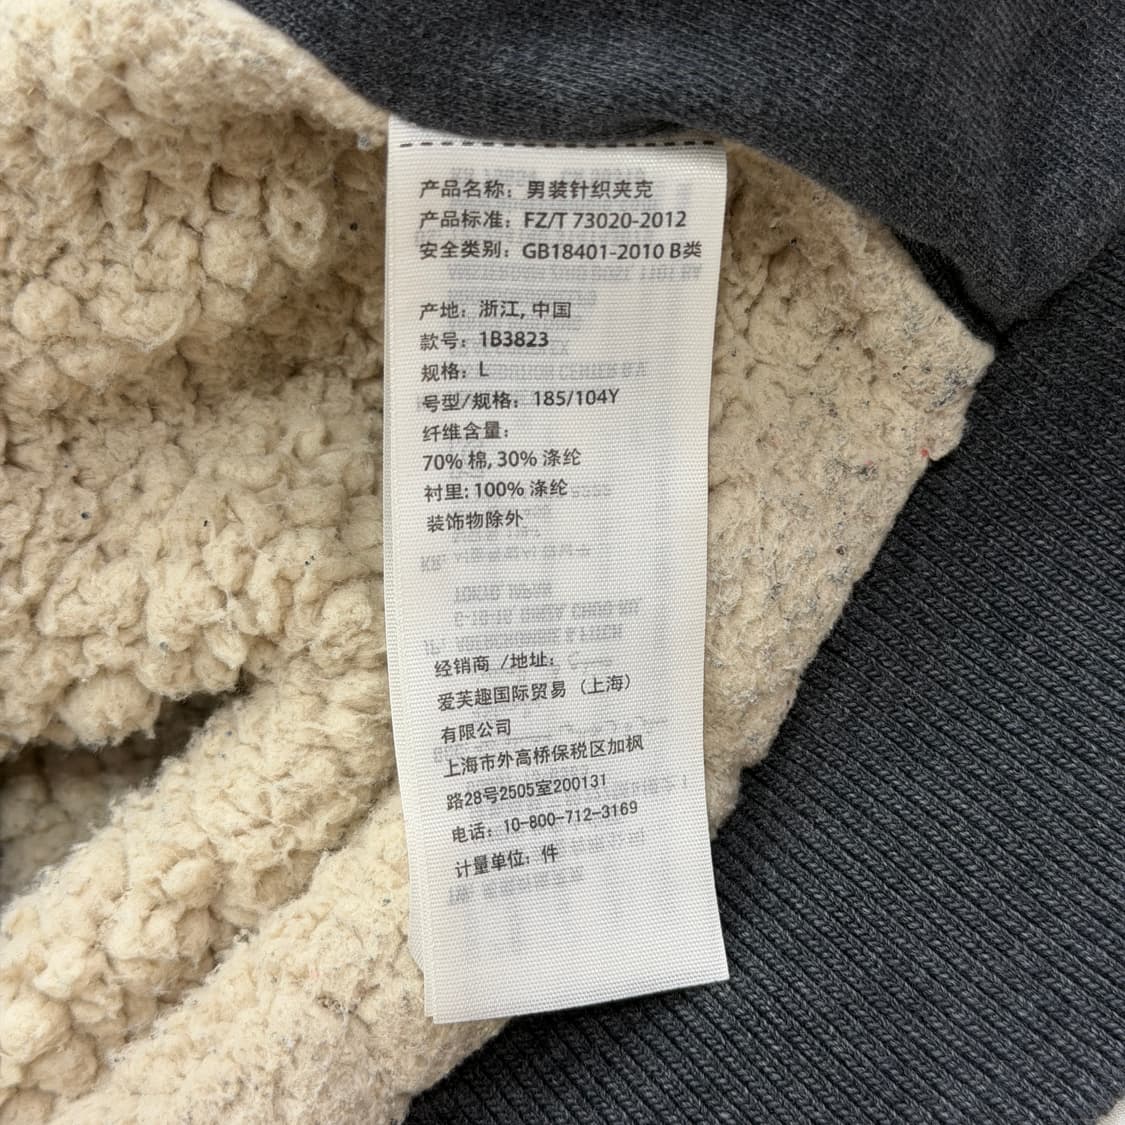 产品名称：男装针织夹克
产品标准：FZ/T 73020-2012
安全类别：GB18401-2010 B类
产地：浙江, 中国
款号：1B3823
规格：L
号型/规格：185/104Y
纤维含量：
70% 棉, 30% 涤纶
衬里: 100% 涤纶
装饰物除外
经销商 /地址：
爱芙趣国际贸易（上海）
有限公司
上海市外高桥保税区加枫
路28号2505室200131
电话：10-800-712-3169
计量单位：件